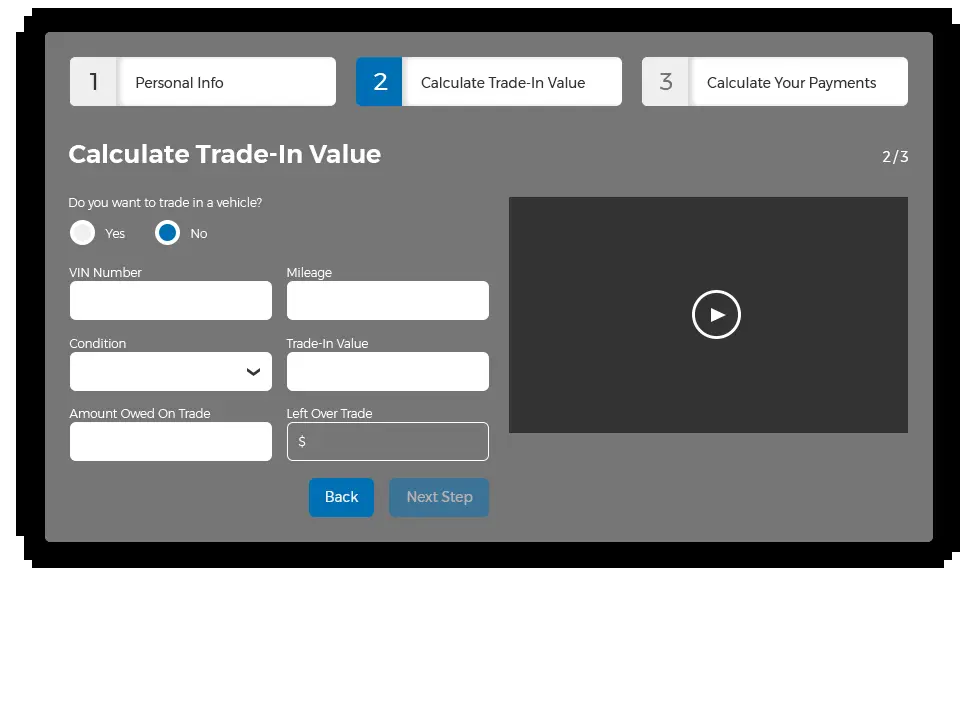 1 Personal Info 2 Calculate Trade-In Value 3 Calculate Your Payments
Calculate Trade-In Value 2/3
Do you want to trade in a vehicle?
Yes No
VIN Number Mileage
Condition Trade-In Value
Amount Owed On Trade Left Over Trade
$
Back Next Step